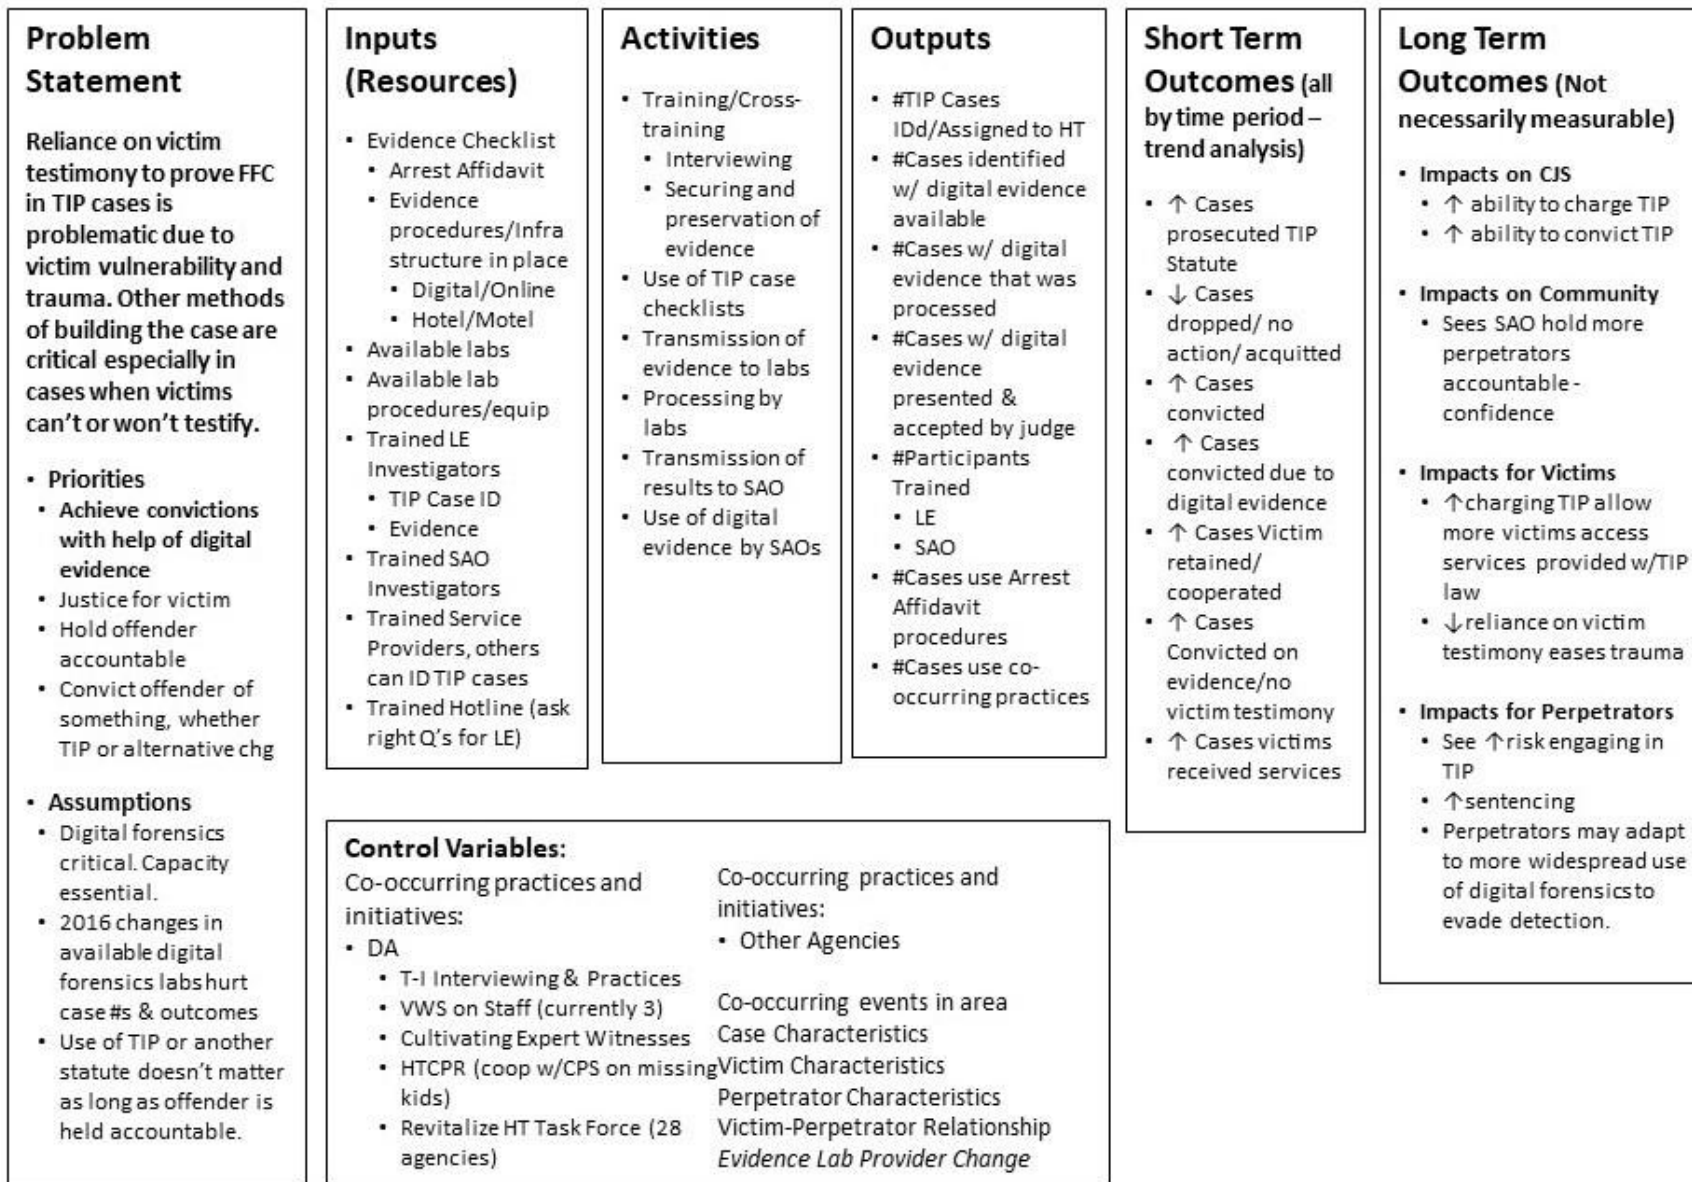 Problem
Statement
Reliance on victim
testimony to prove FFC
in TIP cases is
problematic due to
victim vulnerability and
trauma. Other methods
of building the case are
critical especially in
cases when victims
can't or won't testify.
• Priorities
• Achieve convictions
with help of digital
evidence
• Justice for victim
• Hold offender
accountable
• Convict offender of
something, whether
TIP or alternative chg
• Assumptions
• Digital forensics
critical. Capacity
essential.
• 2016 changes in
available digital
forensics labs hurt
case #s & outcomes
• Use of TIP or another
statute doesn't matter
as long as offender is
held accountable.
Inputs
(Resources)
• Evidence Checklist
• Arrest Affidavit
• Evidence
procedures/Infra
structure in place
• Digital/Online
• Hotel/Motel
• Available labs
• Available lab
procedures/equip
• Trained LE
Investigators
• TIP Case ID
• Evidence
• Trained SAO
Investigators
• Trained Service
Providers, others
can ID TIP cases
• Trained Hotline (ask
right Q's for LE)
Activities
• Training/Cross-
training
• Interviewing
• Securing and
preservation of
evidence
• Use of TIP case
checklists
• Transmission of
evidence to labs
• Processing by
labs
• Transmission of
results to SAO
• Use of digital
evidence by SAOs
Outputs
• #TIP Cases
IDd/Assigned to HT
• #Cases identified
w/ digital evidence
available
• #Cases w/ digital
evidence that was
processed
• #Cases w/ digital
evidence
presented &
accepted by judge
• #Participants
Trained
• LE
• SAO
• #Cases use Arrest
Affidavit
procedures
• #Cases use co-
occurring practices
Short Term
Outcomes (all
by time period –
trend analysis)
• ↑ Cases
prosecuted TIP
Statute
• ↓ Cases
dropped/ no
action/ acquitted
• ↑ Cases
convicted
• ↑ Cases
convicted due to
digital evidence
• ↑ Cases Victim
retained/
cooperated
• ↑ Cases
Convicted on
evidence/no
victim testimony
• ↑ Cases victims
received services
Long Term
Outcomes (Not
necessarily measurable)
• Impacts on CJS
• ↑ ability to charge TIP
• ↑ ability to convict TIP
• Impacts on Community
• Sees SAO hold more
perpetrators
accountable -
confidence
• Impacts for Victims
• ↑charging TIP allow
more victims access
services provided w/TIP
law
• ↓reliance on victim
testimony eases trauma
• Impacts for Perpetrators
• See ↑risk engaging in
TIP
• ↑sentencing
• Perpetrators may adapt
to more widespread use
of digital forensics to
evade detection.
Control Variables:
Co-occurring practices and
initiatives:
• DA
• T-I Interviewing & Practices
• VWS on Staff (currently 3)
• Cultivating Expert Witnesses
• HTCPR (coop w/CPS on missing
kids)
• Revitalize HT Task Force (28
agencies)
Co-occurring practices and
initiatives:
• Other Agencies
Co-occurring events in area
Case Characteristics
Victim Characteristics
Perpetrator Characteristics
Victim-Perpetrator Relationship
Evidence Lab Provider Change